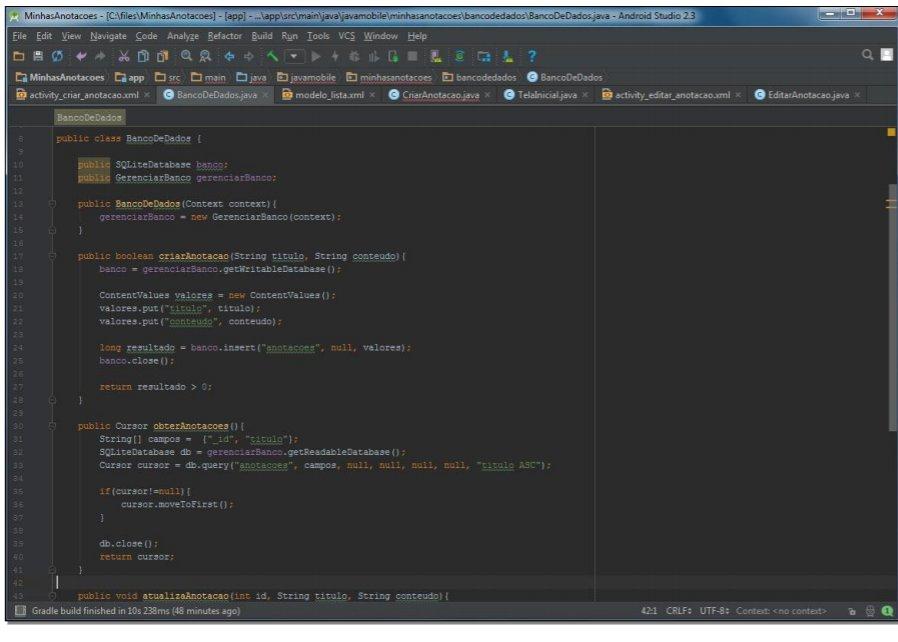 MinhasAnotacoes - [C:\files\MinhasAnotacoes] - [app] - ...\app\src\main\java\javamobile\minhasanotacoes\bancodedados\BancoDeDados.java - Android Studio 2.3
File Edit View Navigate Code Analyze Refactor Build Run Tools VCS Window Help
MinhasAnotacoes app src main java javamobile minhasanotacoes bancodedados BancoDeDados
activity_criar_anotacao.xml BancoDeDados.java modelo_lista.xml CriarAnotacao.java TelaInicial.java activity_editar_anotacao.xml EditarAnotacao.java
BancoDeDados
8 public class BancoDeDados {
9
10 public SQLiteDatabase banco;
11 public GerenciarBanco gerenciarBanco;
12
13 public BancoDeDados(Context context){
14 gerenciarBanco = new GerenciarBanco(context);
15 }
16
17 public boolean criarAnotacao(String titulo, String conteudo){
18 banco = gerenciarBanco.getWritableDatabase();
19
20 ContentValues valores = new ContentValues();
21 valores.put("titulo", titulo);
22 valores.put("conteudo", conteudo);
23
24 long resultado = banco.insert("anotacoes", null, valores);
25 banco.close();
26
27 return resultado > 0;
28 }
29
30 public Cursor obterAnotacoes(){
31 String[] campos = {"_id", "titulo"};
32 SQLiteDatabase db = gerenciarBanco.getReadableDatabase();
33 Cursor cursor = db.query("anotacoes", campos, null, null, null, null, "titulo ASC");
34
35 if(cursor!=null){
36 cursor.moveToFirst();
37 }
38
39 db.close();
40 return cursor;
41 }
42
43 public void atualizaAnotacao(int id, String titulo, String conteudo){
Gradle build finished in 10s 238ms (48 minutes ago) 42:1 CRLF÷ UTF-8÷ Context: <no context> 1